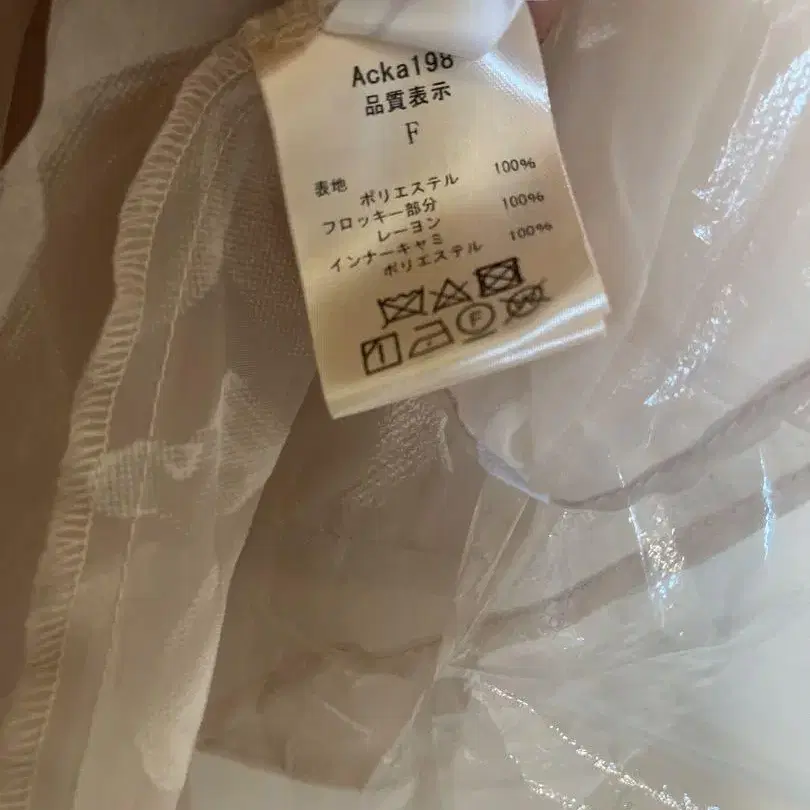 Acka198
品質表示
F
表地 ポリエステル 100%
フロッキー部分
レーヨン 100%
インナーキャミ
ポリエステル 100%
F W